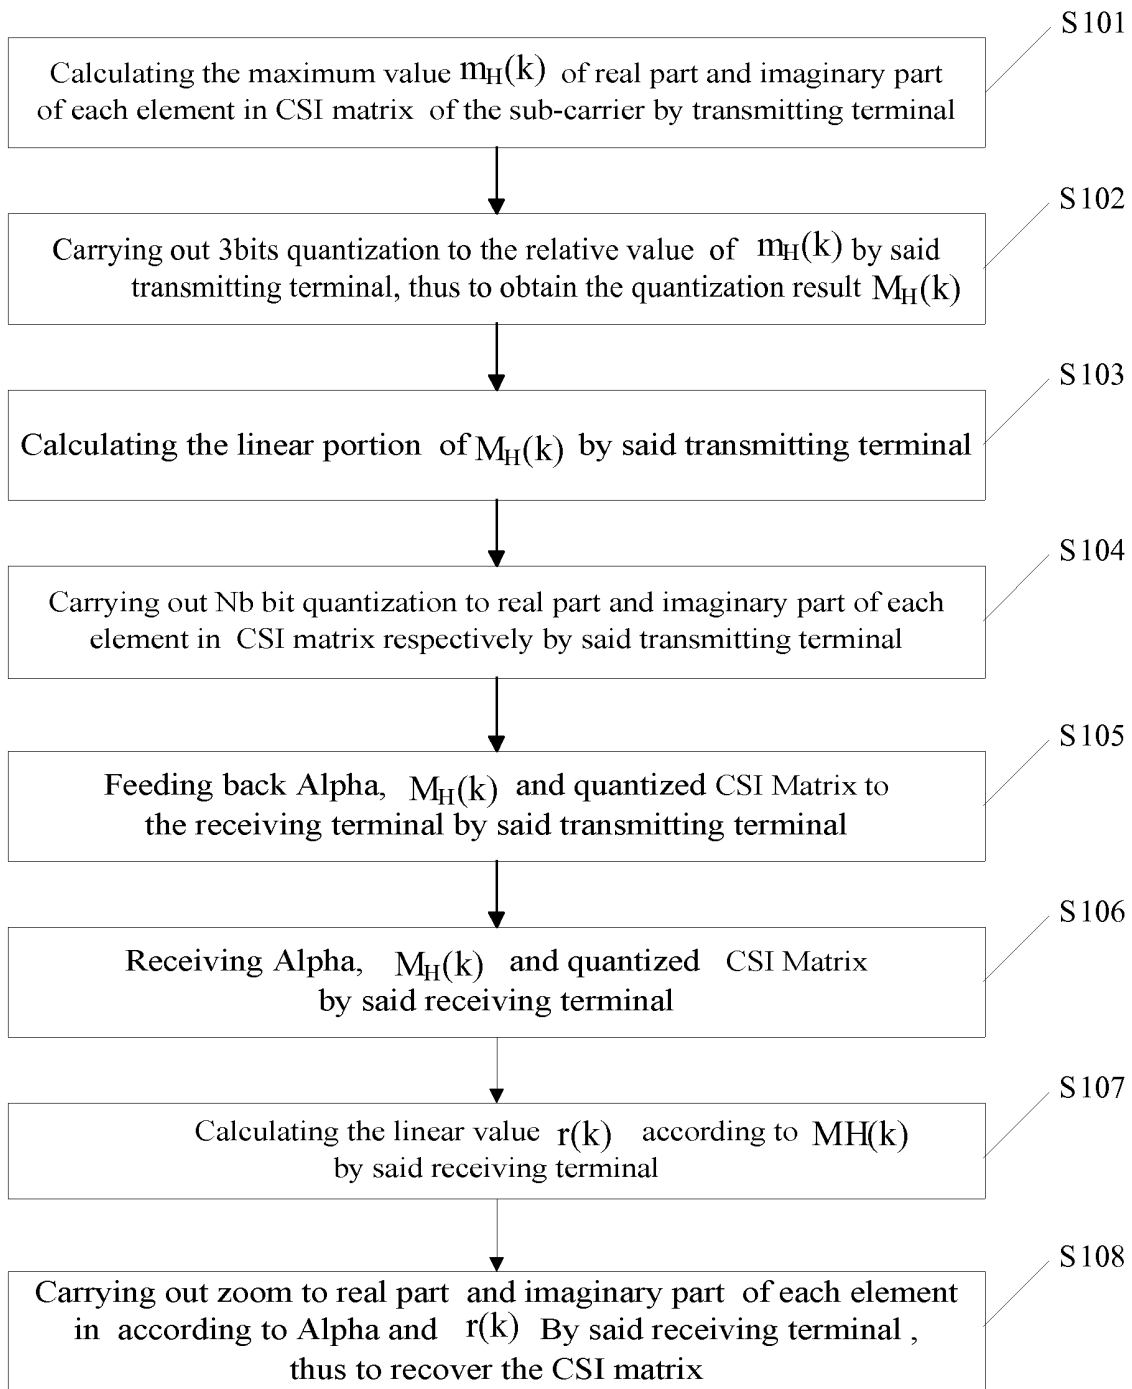 S101
Calculating the maximum value m_H(k) of real part and imaginary part
of each element in CSI matrix of the sub-carrier by transmitting terminal
S102
Carrying out 3bits quantization to the relative value of m_H(k) by said
transmitting terminal, thus to obtain the quantization result M_H(k)
S103
Calculating the linear portion of M_H(k) by said transmitting terminal
S104
Carrying out Nb bit quantization to real part and imaginary part of each
element in CSI matrix respectively by said transmitting terminal
S105
Feeding back Alpha, M_H(k) and quantized CSI Matrix to
the receiving terminal by said transmitting terminal
S106
Receiving Alpha, M_H(k) and quantized CSI Matrix
by said receiving terminal
S107
Calculating the linear value r(k) according to MH(k)
by said receiving terminal
S108
Carrying out zoom to real part and imaginary part of each element
in according to Alpha and r(k) By said receiving terminal ,
thus to recover the CSI matrix